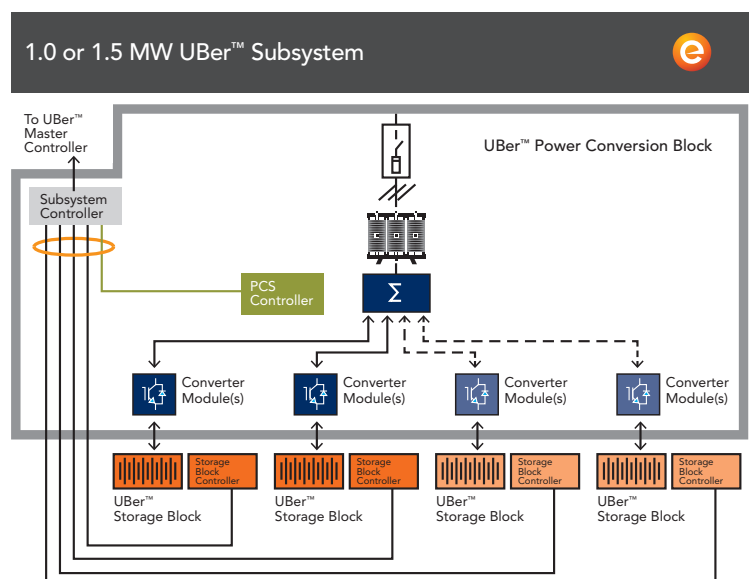 1.0 or 1.5 MW UBer™ Subsystem
e
To UBer™
Master
Controller
UBer™ Power Conversion Block
Subsystem
Controller
PCS
Controller
Σ
Converter
Module(s)
Converter
Module(s)
Converter
Module(s)
Converter
Module(s)
Storage
Block
Controller
Storage
Block
Controller
Storage
Block
Controller
Storage
Block
Controller
UBer™
Storage Block
UBer™
Storage Block
UBer™
Storage Block
UBer™
Storage Block